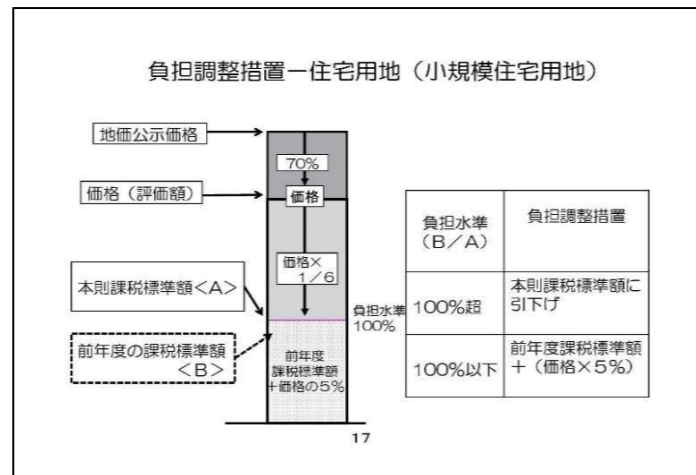 負担調整措置ー住宅用地（小規模住宅用地）
地価公示価格
70%
価格（評価額）
価格
価格×
１／６
本則課税標準額＜A＞
負担水準
100%
前年度の課税標準額
＜B＞
前年度
課税標準額
＋価格の５%
負担水準
（B／A）
負担調整措置
100%超
本則課税標準額に
引下げ
100%以下
前年度課税標準額
＋（価格×５%）
17